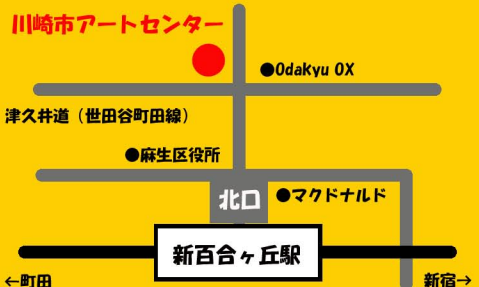 川崎市アートセンター
●Odakyu OX
津久井道（世田谷町田線）
●麻生区役所
北口
●マクドナルド
新百合ヶ丘駅
←町田
新宿→